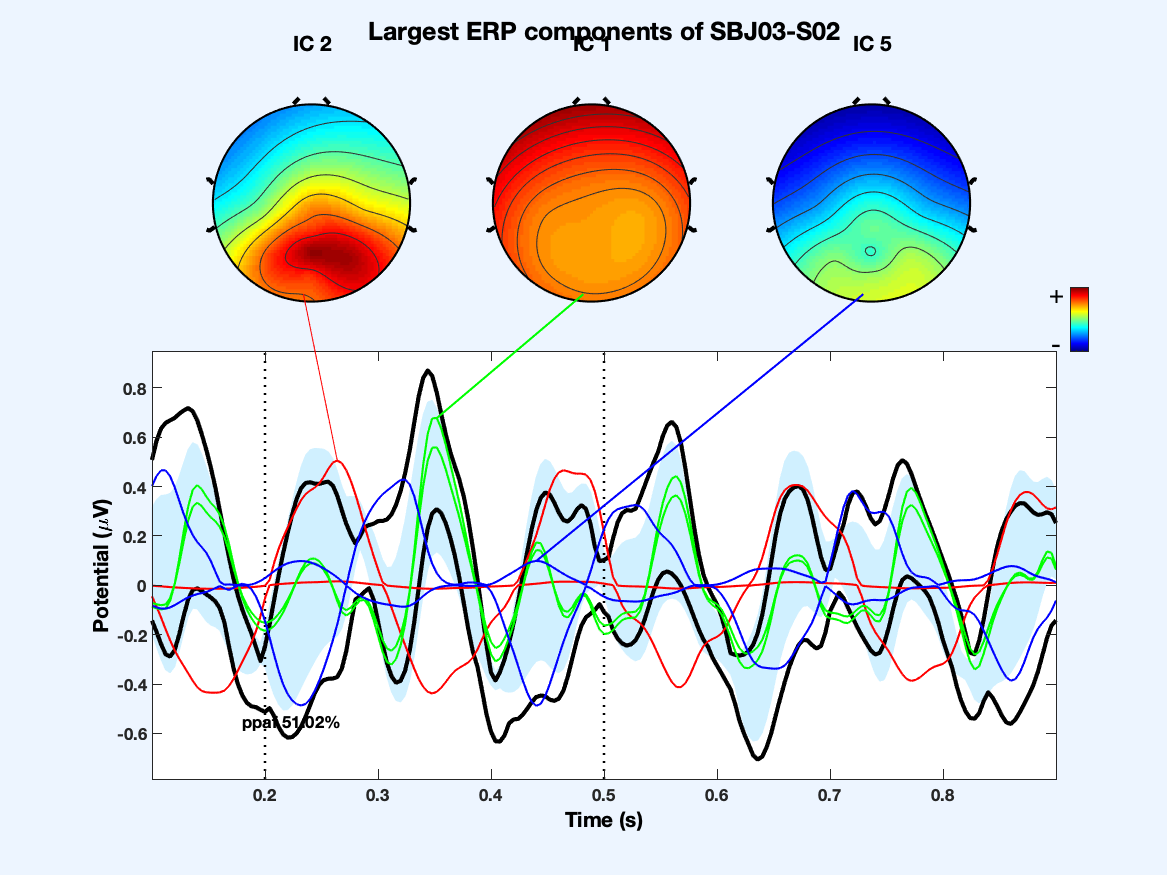 Largest ERP components of SBJ03-S02
IC 2
IC 1
IC 5
+
-
0.8
0.6
0.4
0.2
0
-0.2
-0.4
-0.6
Potential (μV)
ppaf 51.02%
0.2
0.3
0.4
0.5
0.6
0.7
0.8
Time (s)